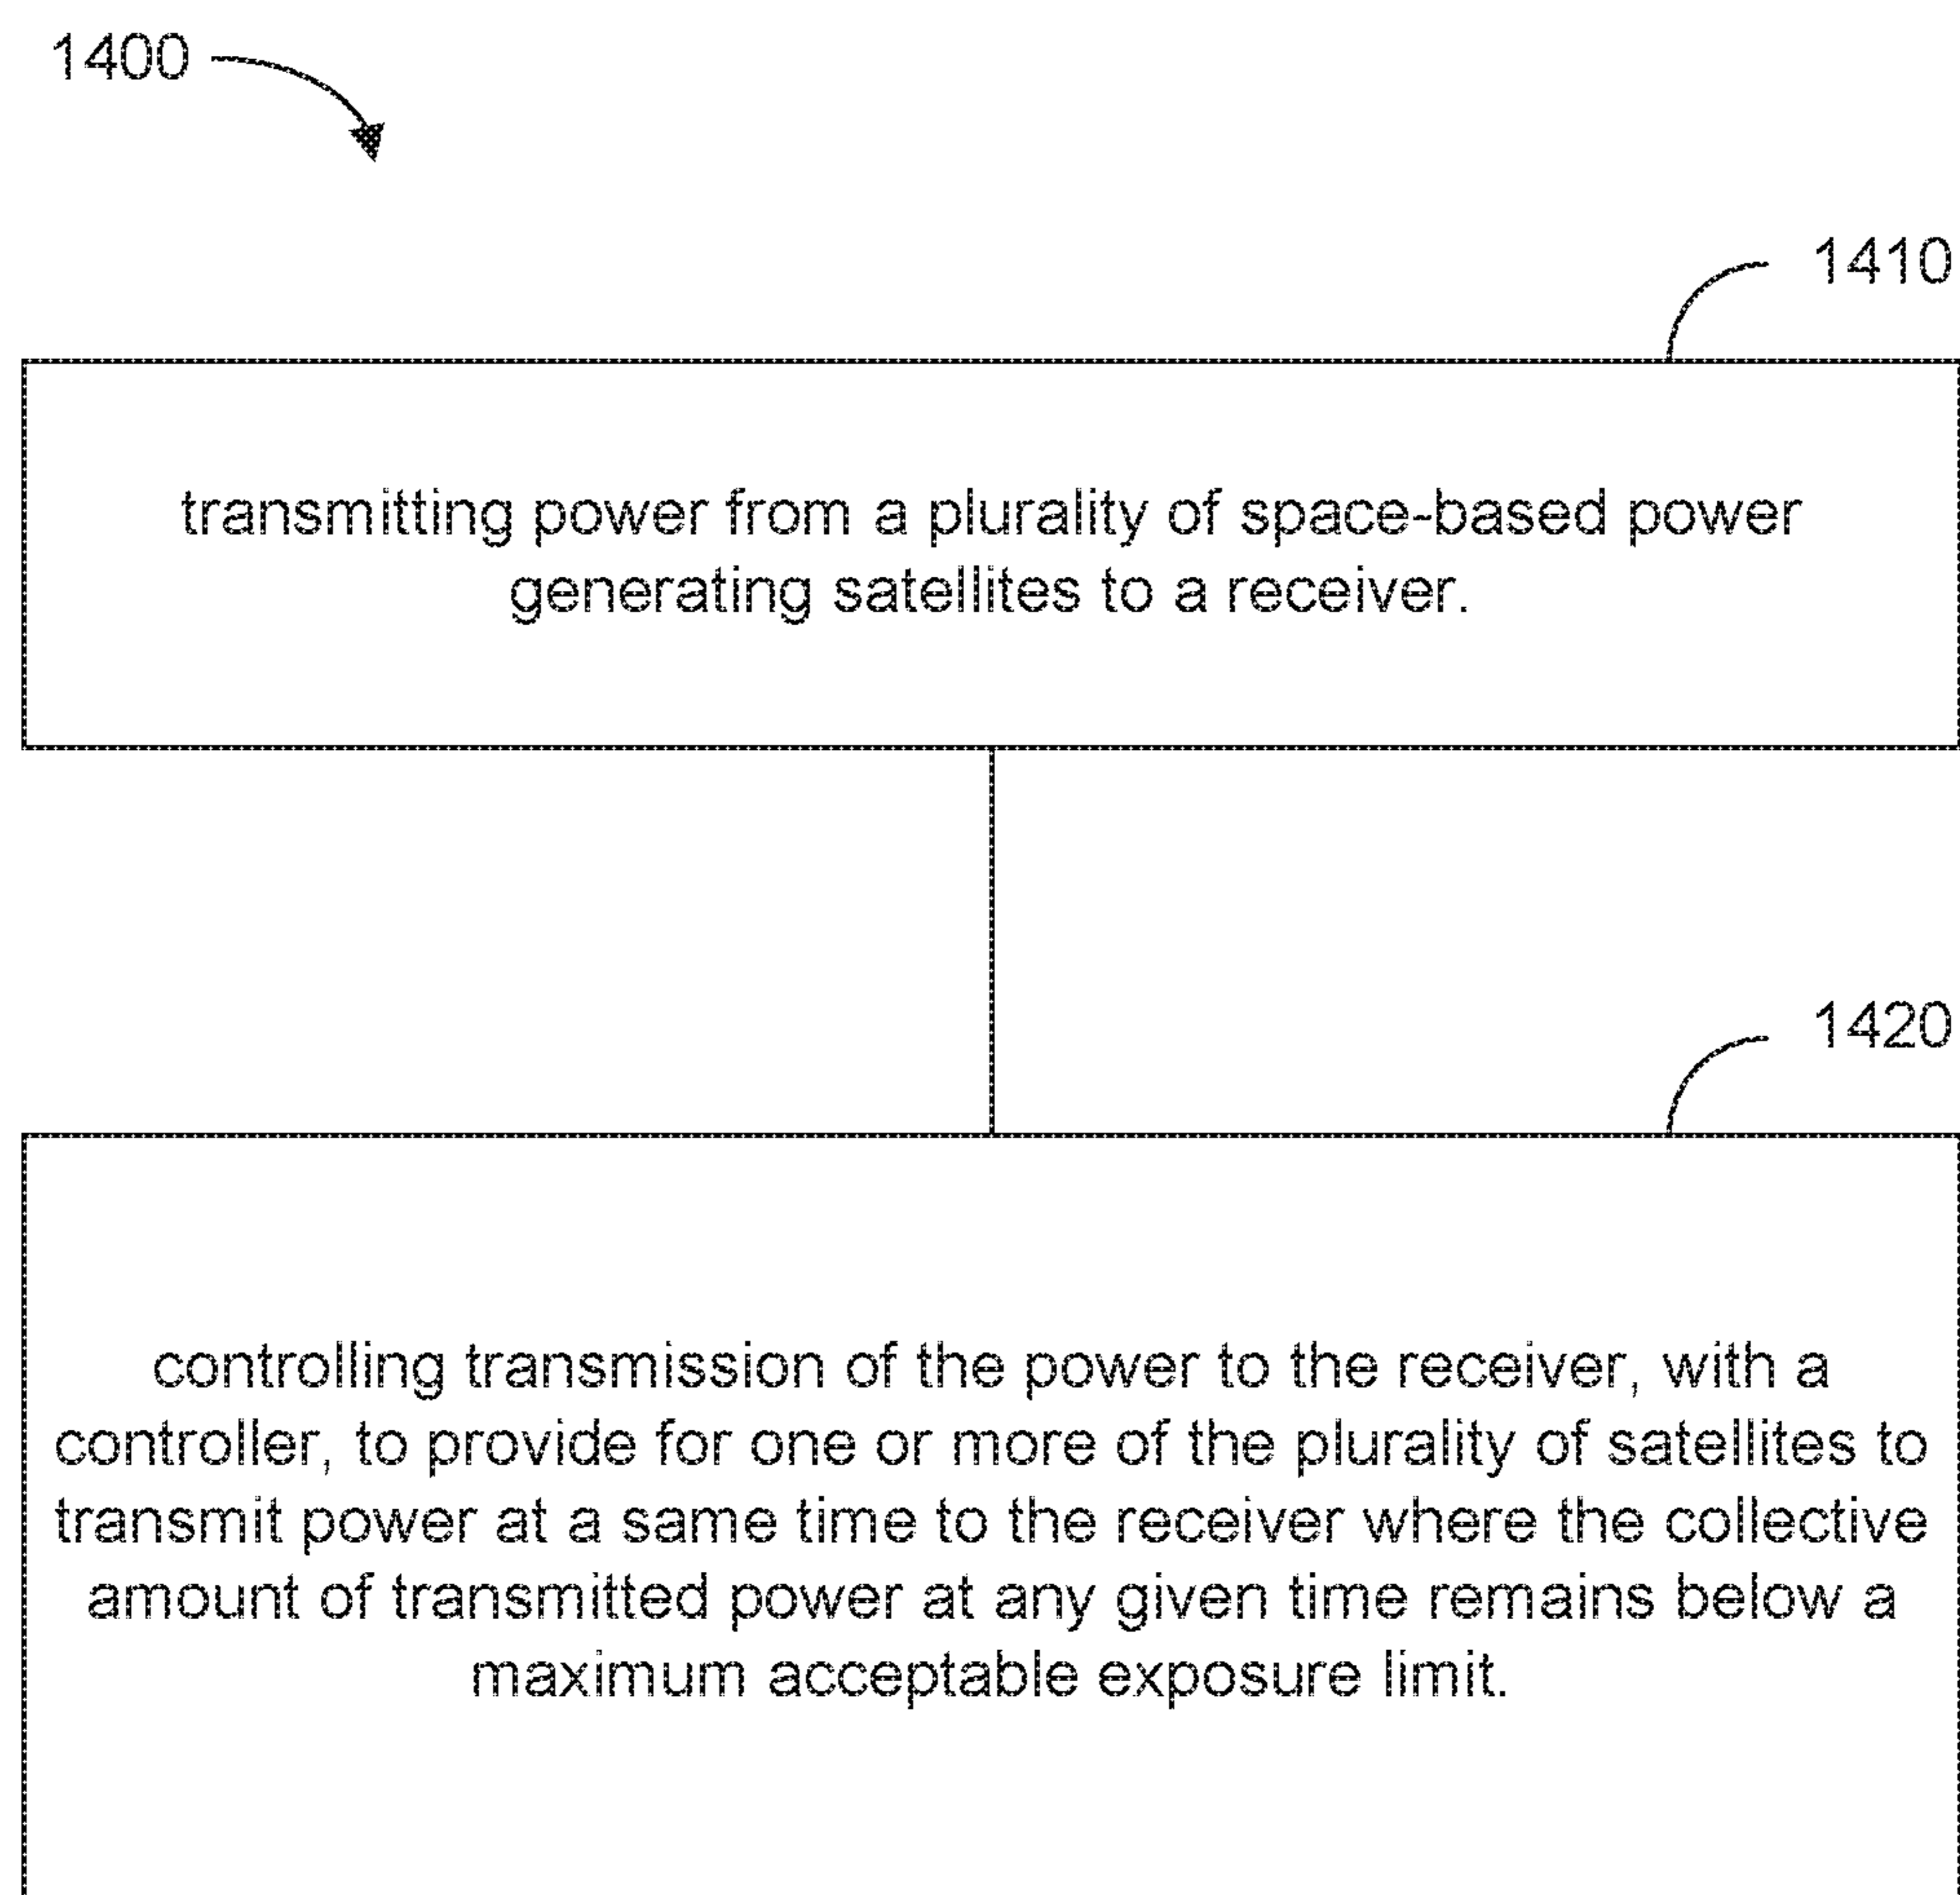 1400
1410
transmitting power from a plurality of space-based power
generating satellites to a receiver.
1420
controlling transmission of the power to the receiver, with a
controller, to provide for one or more of the plurality of satellites to
transmit power at a same time to the receiver where the collective
amount of transmitted power at any given time remains below a
maximum acceptable exposure limit.